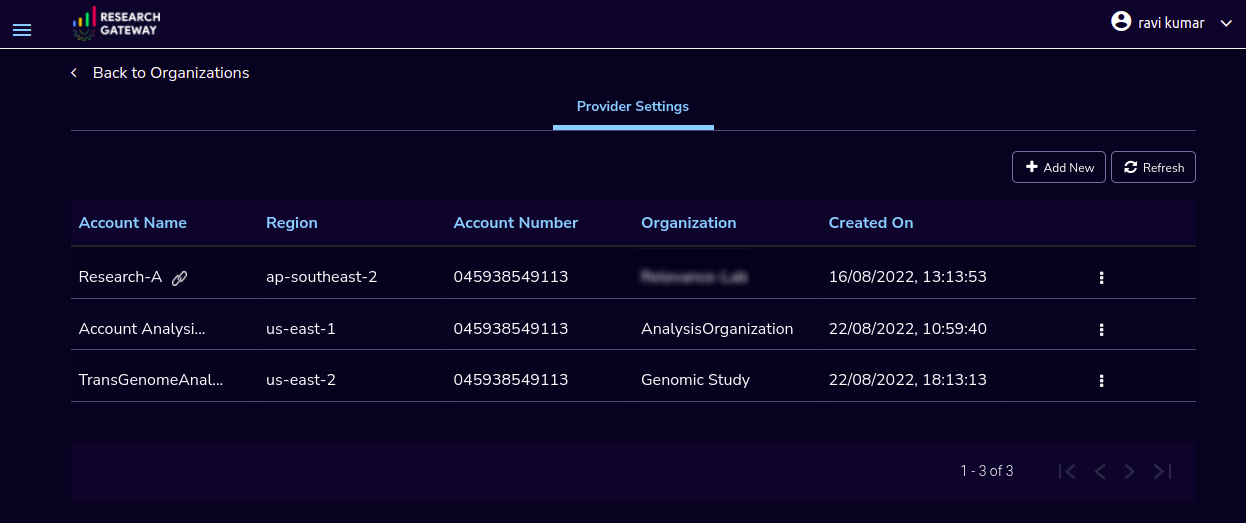 RESEARCH
GATEWAY
ravi kumar
Back to Organizations
Provider Settings
Add New Refresh
Account Name Region Account Number Organization Created On
Research-A ap-southeast-2 045938549113 16/08/2022, 13:13:53
Account Analysi... us-east-1 045938549113 AnalysisOrganization 22/08/2022, 10:59:40
TransGenomeAnal... us-east-2 045938549113 Genomic Study 22/08/2022, 18:13:13
1 - 3 of 3